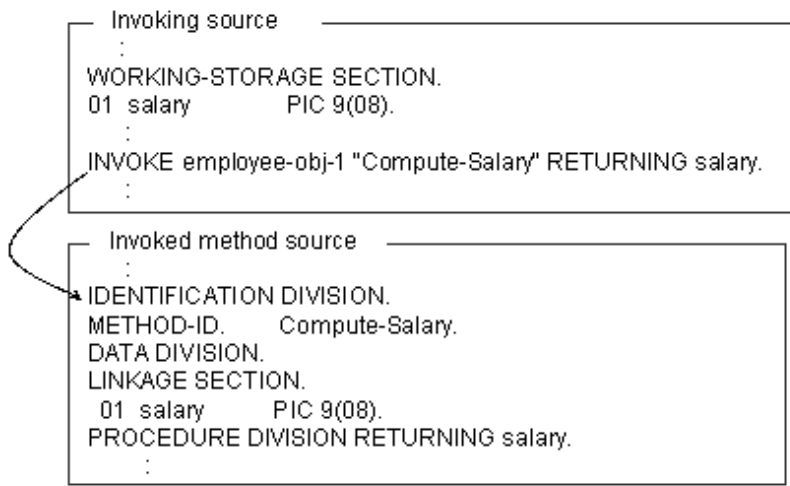 Invoking source
:
WORKING-STORAGE SECTION.
01 salary PIC 9(08).
:
INVOKE employee-obj-1 "Compute-Salary" RETURNING salary.
:
Invoked method source
:
IDENTIFICATION DIVISION.
METHOD-ID. Compute-Salary.
DATA DIVISION.
LINKAGE SECTION.
01 salary PIC 9(08).
PROCEDURE DIVISION RETURNING salary.
: